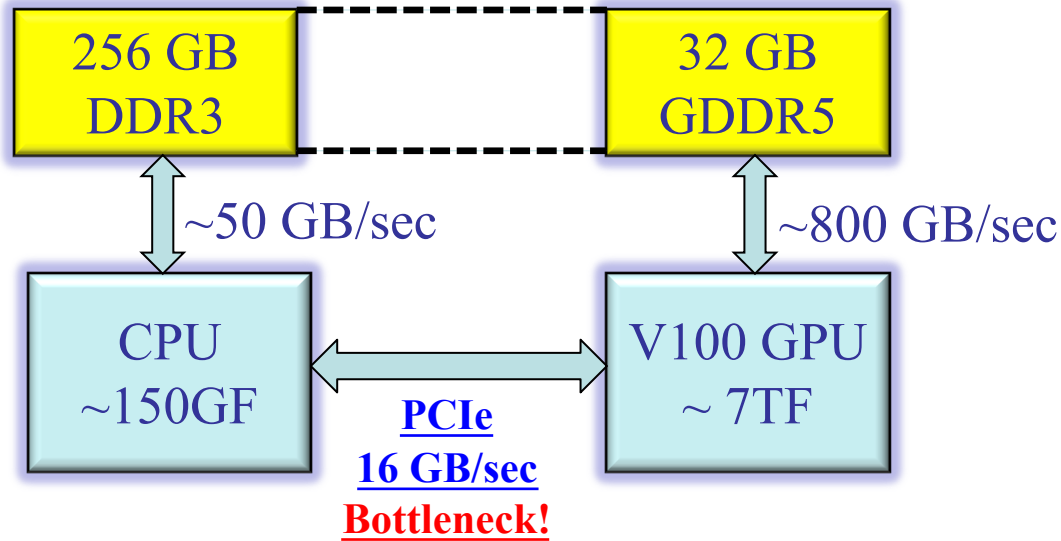 256 GB
DDR3
32 GB
GDDR5
~50 GB/sec
~800 GB/sec
CPU
~150GF
V100 GPU
~ 7TF
PCIe
16 GB/sec
Bottleneck!